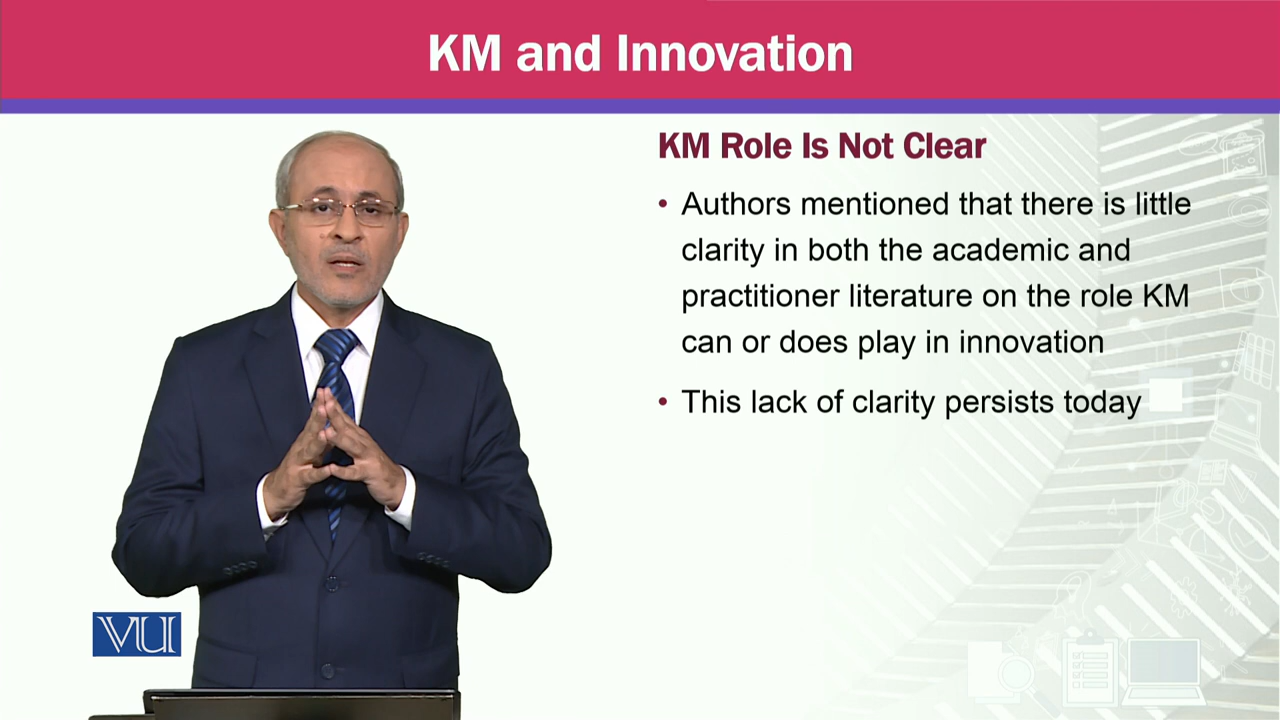 KM and Innovation
KM Role Is Not Clear
• Authors mentioned that there is little
clarity in both the academic and
practitioner literature on the role KM
can or does play in innovation
• This lack of clarity persists today
VU